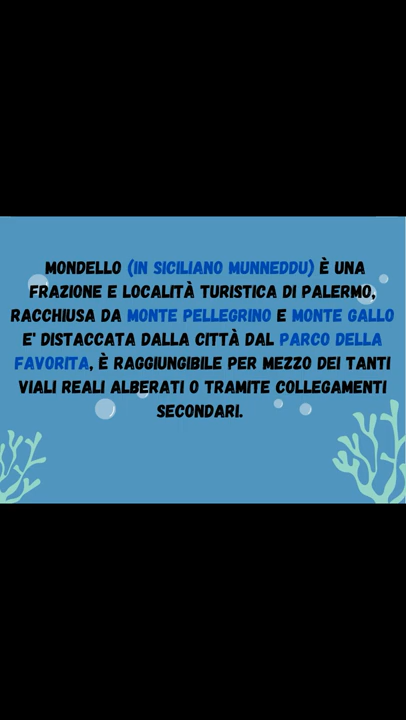 MONDELLO (IN SICILIANO MUNNEDDU) È UNA
FRAZIONE E LOCALITÀ TURISTICA DI PALERMO,
RACCHIUSA DA MONTE PELLEGRINO E MONTE GALLO
E' DISTACCATA DALLA CITTÀ DAL PARCO DELLA
FAVORITA, È RAGGIUNGIBILE PER MEZZO DEI TANTI
VIALI REALI ALBERATI O TRAMITE COLLEGAMENTI
SECONDARI.